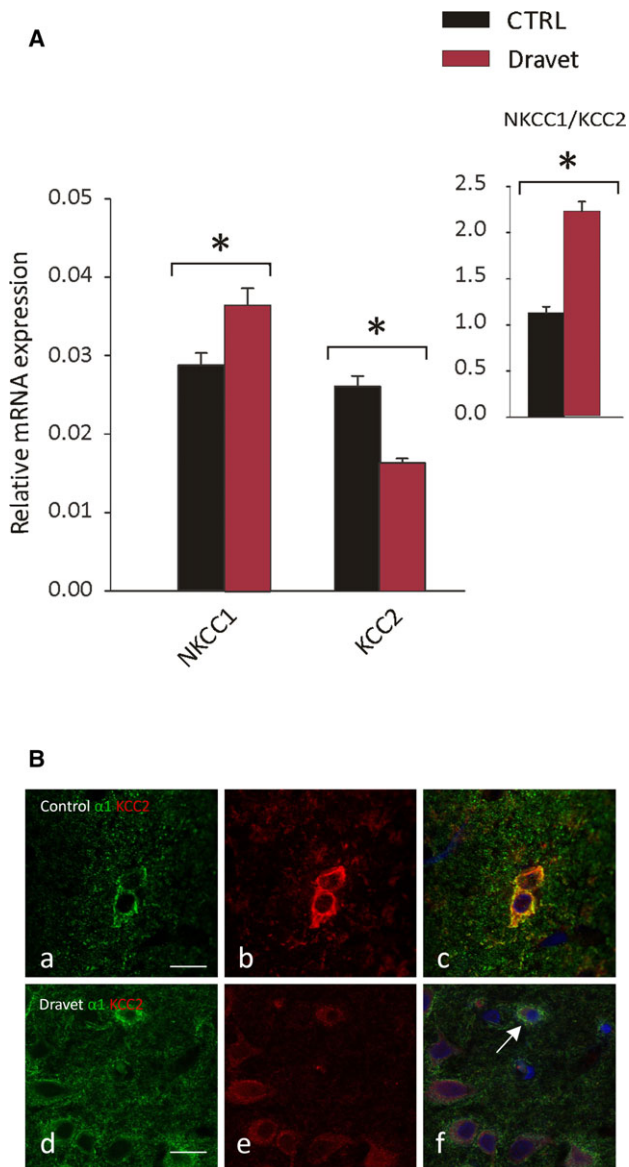 CTRL
A
Dravet
NKCC1/KCC2
*
2.5
2.0
1.5
1.0
0.5
0.0
Relative mRNA expression
0.05
0.04
0.03
0.02
0.01
0.00
*
*
NKCC1
KCC2
B
Control α1 KCC2
a
b
c
Dravet α1 KCC2
d
e
f